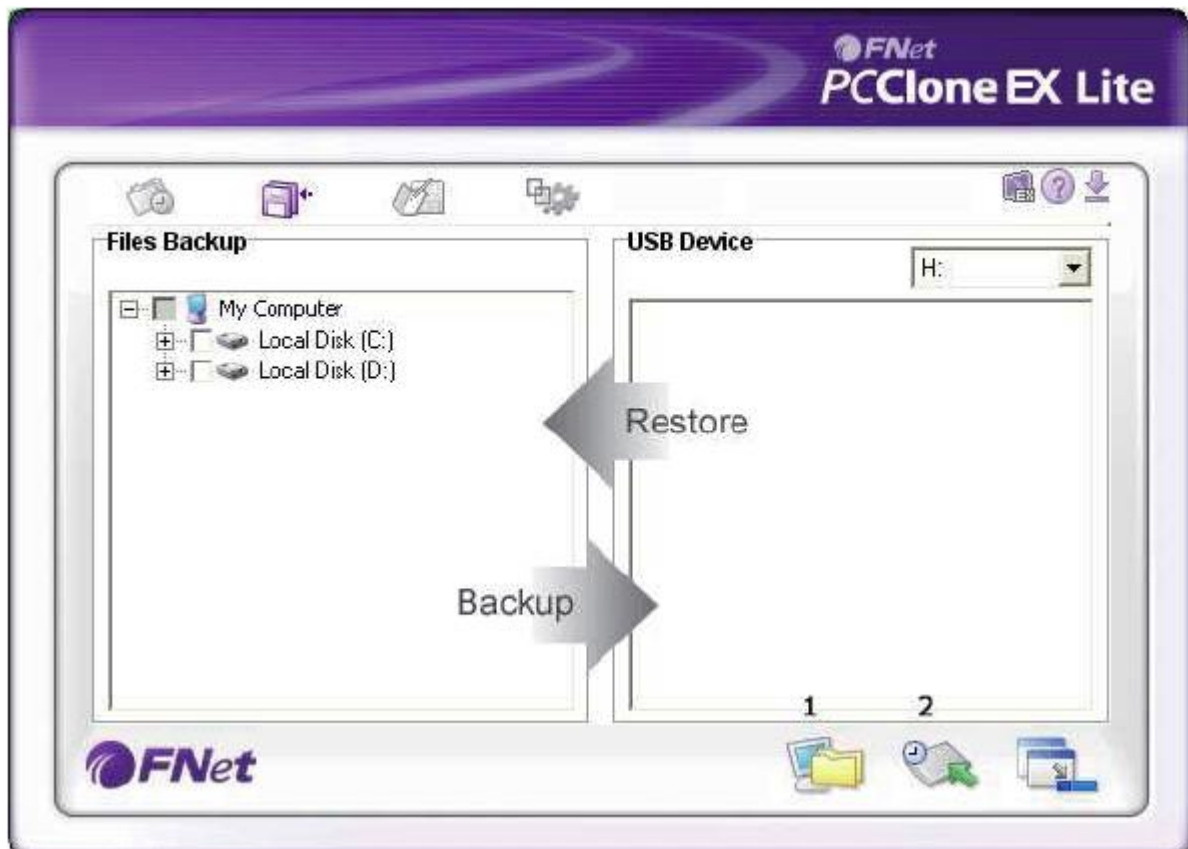 FNet
PCClone EX Lite
Files Backup
USB Device
H:
My Computer
Local Disk (C:)
Local Disk (D:)
Restore
Backup
1 2
FNet